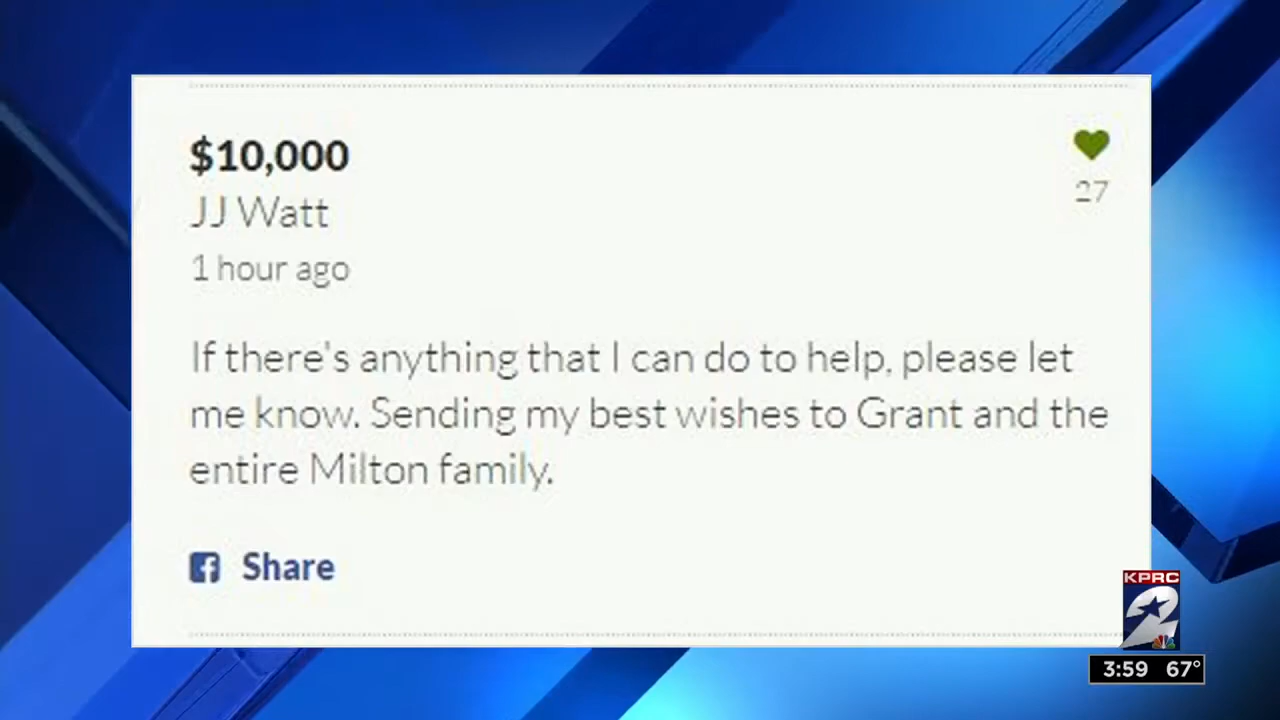 $10,000
27
JJ Watt
1 hour ago
If there's anything that I can do to help, please let
me know. Sending my best wishes to Grant and the
entire Milton family.
f Share
KPRC
2
3:59 67°